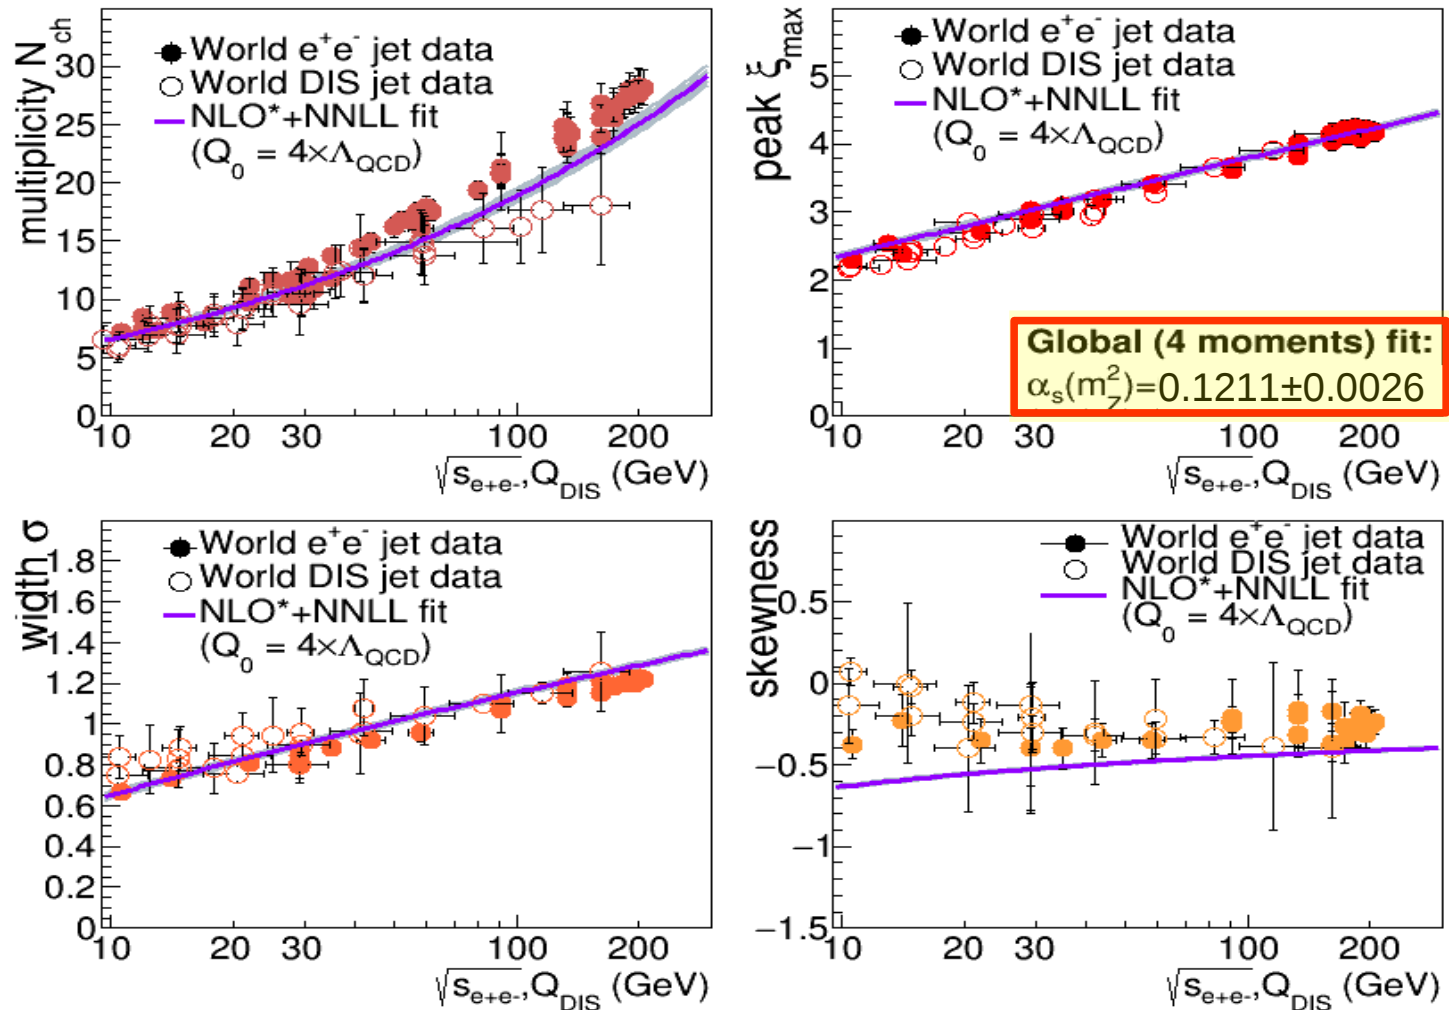 multiplicity N_ch
World e⁺e⁻ jet data
World DIS jet data
NLO*+NNLL fit
(Q₀ = 4×Λ_QCD)
30
25
20
15
10
5
0
10 20 30 100 200
√s_e+e-, Q_DIS (GeV)
peak ξ_max
World e⁺e⁻ jet data
World DIS jet data
NLO*+NNLL fit
(Q₀ = 4×Λ_QCD)
5
4
3
2
1
0
Global (4 moments) fit:
α_s(m²_Z)=0.1211±0.0026
10 20 30 100 200
√s_e+e-, Q_DIS (GeV)
width σ
World e⁺e⁻ jet data
World DIS jet data
NLO*+NNLL fit
(Q₀ = 4×Λ_QCD)
1.8
1.6
1.4
1.2
1
0.8
0.6
0.4
0.2
0
10 20 30 100 200
√s_e+e-, Q_DIS (GeV)
skewness
World e⁺e⁻ jet data
World DIS jet data
NLO*+NNLL fit
(Q₀ = 4×Λ_QCD)
0.5
0
−0.5
−1
−1.5
10 20 30 100 200
√s_e+e-, Q_DIS (GeV)